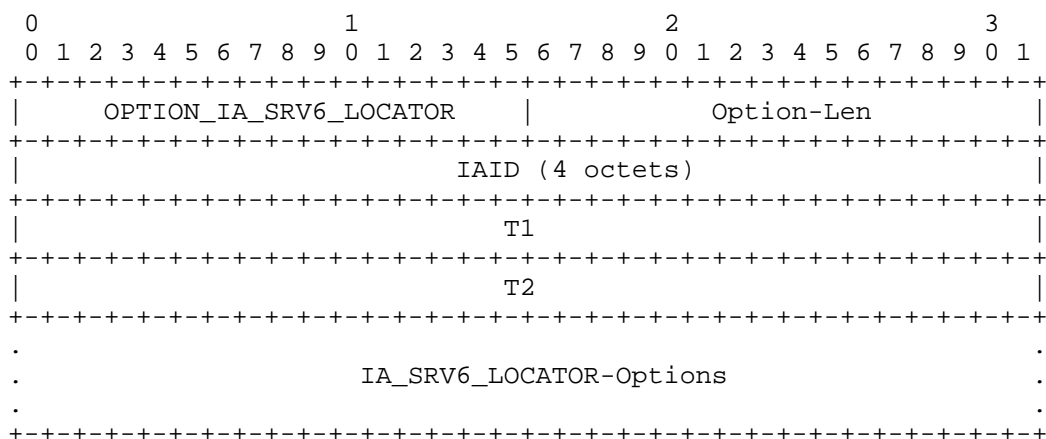 0                   1                   2                   3
 0 1 2 3 4 5 6 7 8 9 0 1 2 3 4 5 6 7 8 9 0 1 2 3 4 5 6 7 8 9 0 1
+-+-+-+-+-+-+-+-+-+-+-+-+-+-+-+-+-+-+-+-+-+-+-+-+-+-+-+-+-+-+-+-+
|     OPTION_IA_SRV6_LOCATOR    |           Option-Len          |
+-+-+-+-+-+-+-+-+-+-+-+-+-+-+-+-+-+-+-+-+-+-+-+-+-+-+-+-+-+-+-+-+
|                           IAID (4 octets)                     |
+-+-+-+-+-+-+-+-+-+-+-+-+-+-+-+-+-+-+-+-+-+-+-+-+-+-+-+-+-+-+-+-+
|                              T1                               |
+-+-+-+-+-+-+-+-+-+-+-+-+-+-+-+-+-+-+-+-+-+-+-+-+-+-+-+-+-+-+-+-+
|                              T2                               |
+-+-+-+-+-+-+-+-+-+-+-+-+-+-+-+-+-+-+-+-+-+-+-+-+-+-+-+-+-+-+-+-+
.                                                               .
.                     IA_SRV6_LOCATOR-Options                   .
.                                                               .
+-+-+-+-+-+-+-+-+-+-+-+-+-+-+-+-+-+-+-+-+-+-+-+-+-+-+-+-+-+-+-+-+